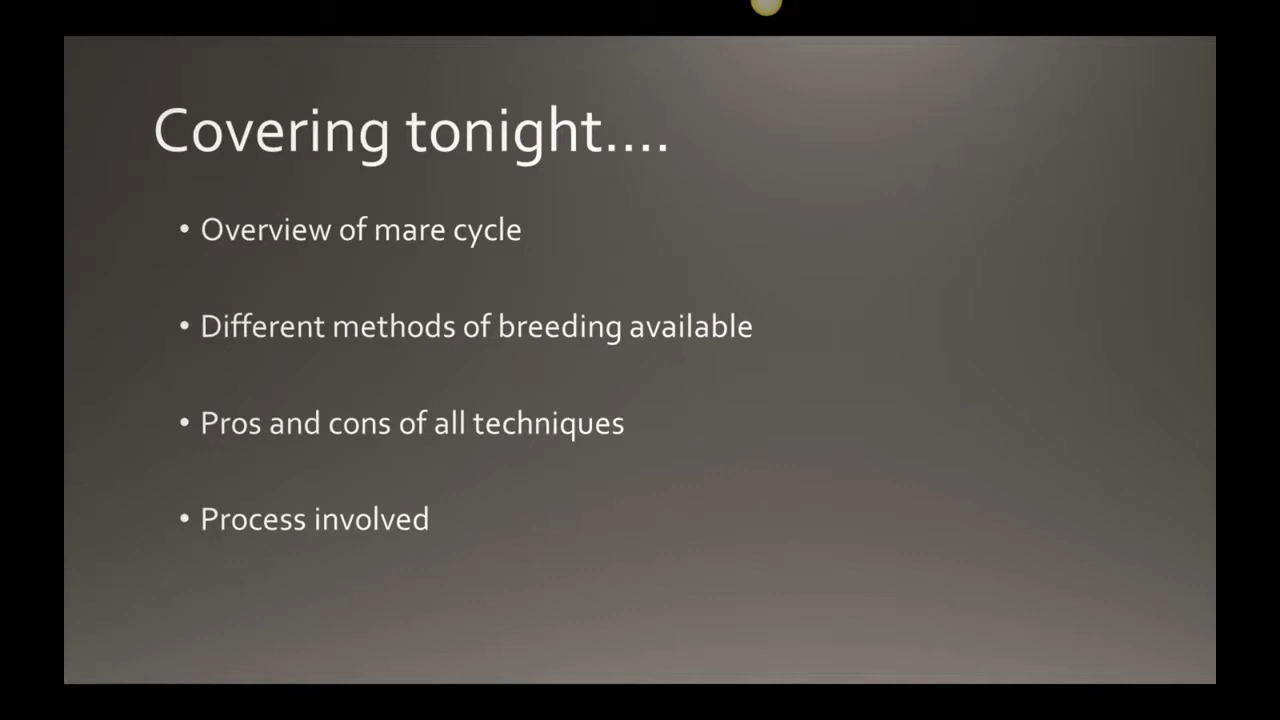 Covering tonight....
• Overview of mare cycle
• Different methods of breeding available
• Pros and cons of all techniques
• Process involved